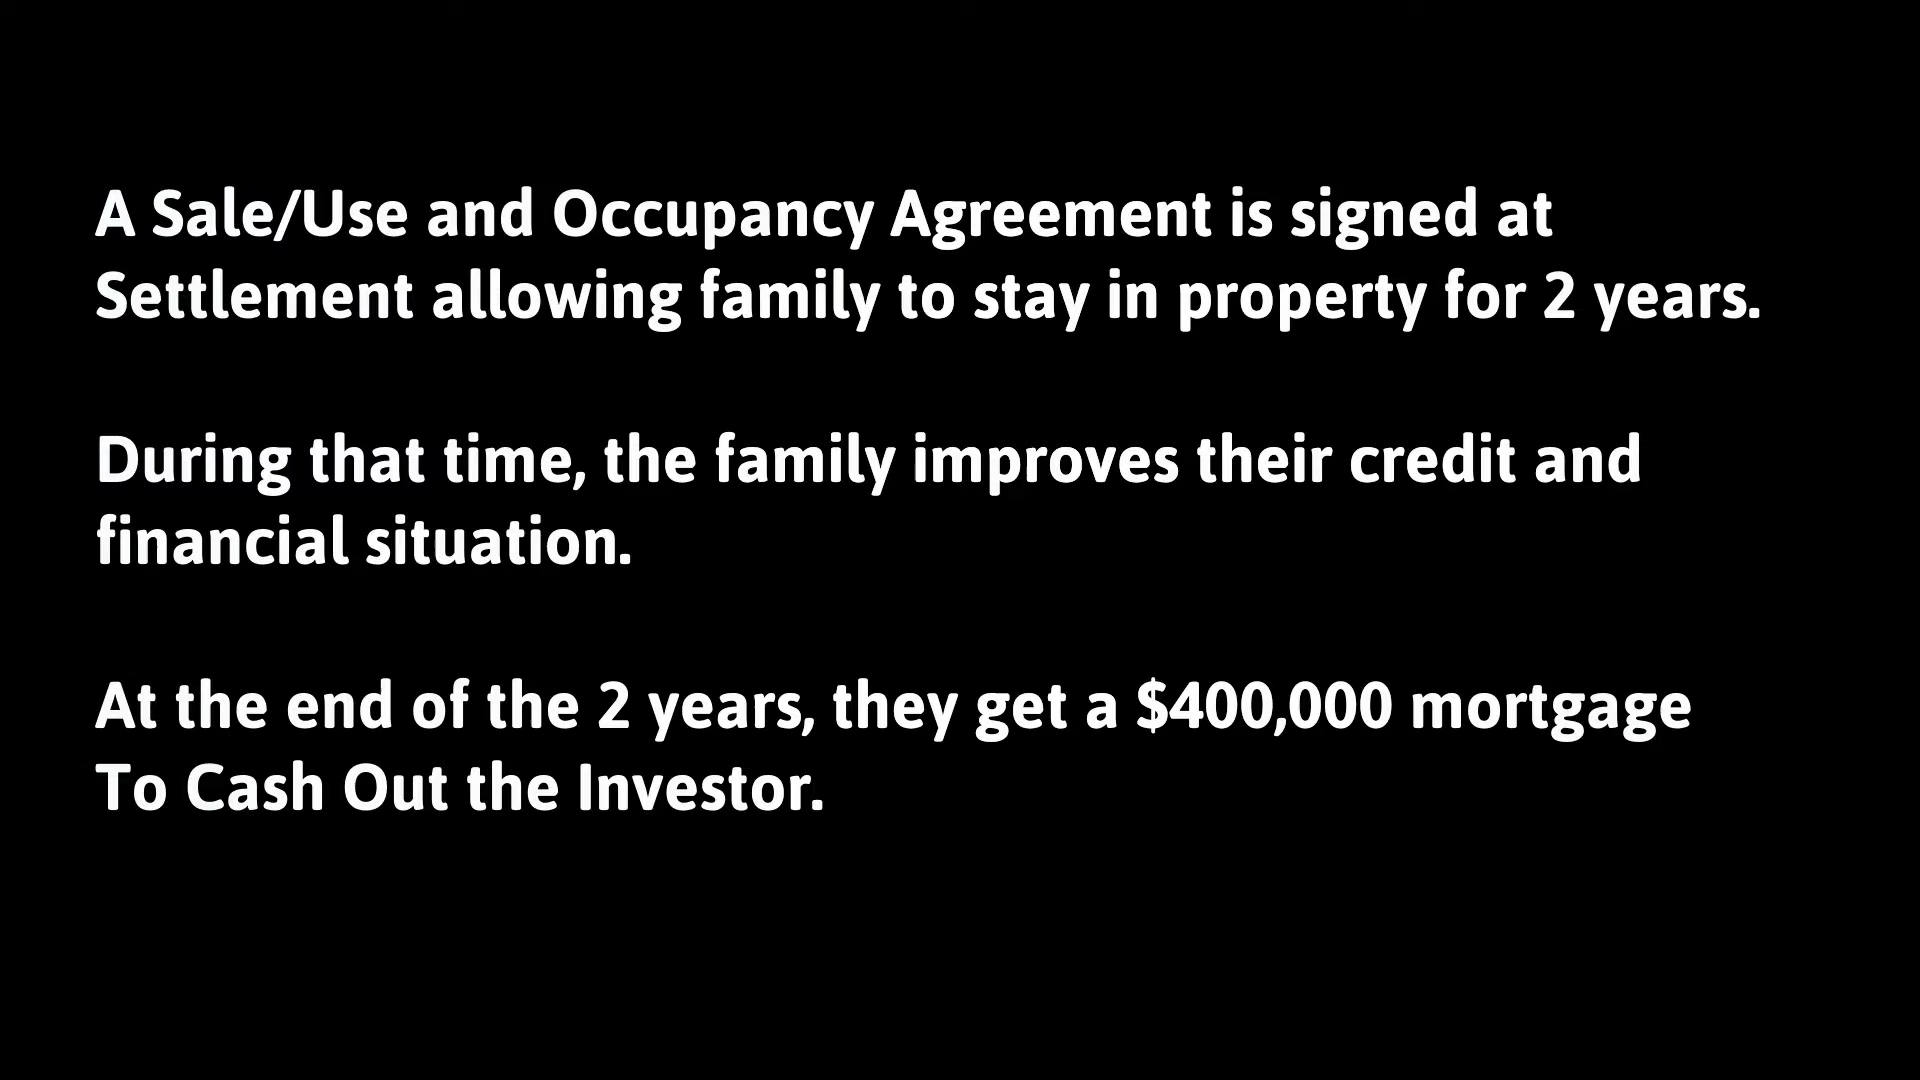 A Sale/Use and Occupancy Agreement is signed at
Settlement allowing family to stay in property for 2 years.
During that time, the family improves their credit and
financial situation.
At the end of the 2 years, they get a $400,000 mortgage
To Cash Out the Investor.